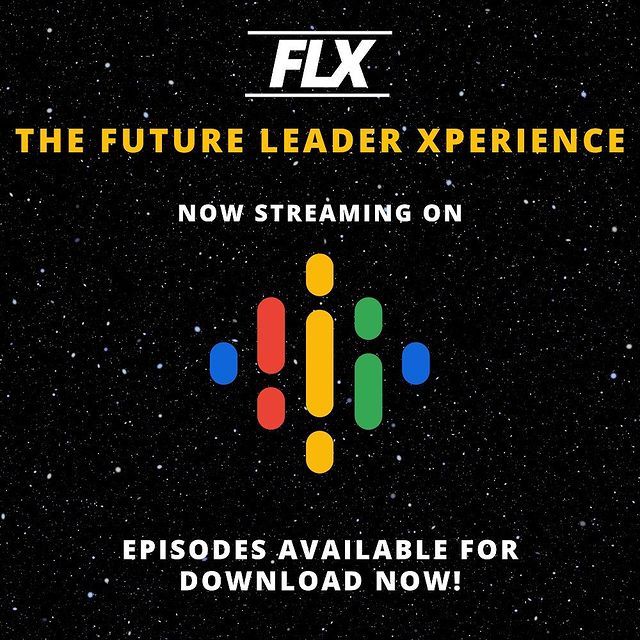 FLX
THE FUTURE LEADER XPERIENCE
NOW STREAMING ON
EPISODES AVAILABLE FOR
DOWNLOAD NOW!